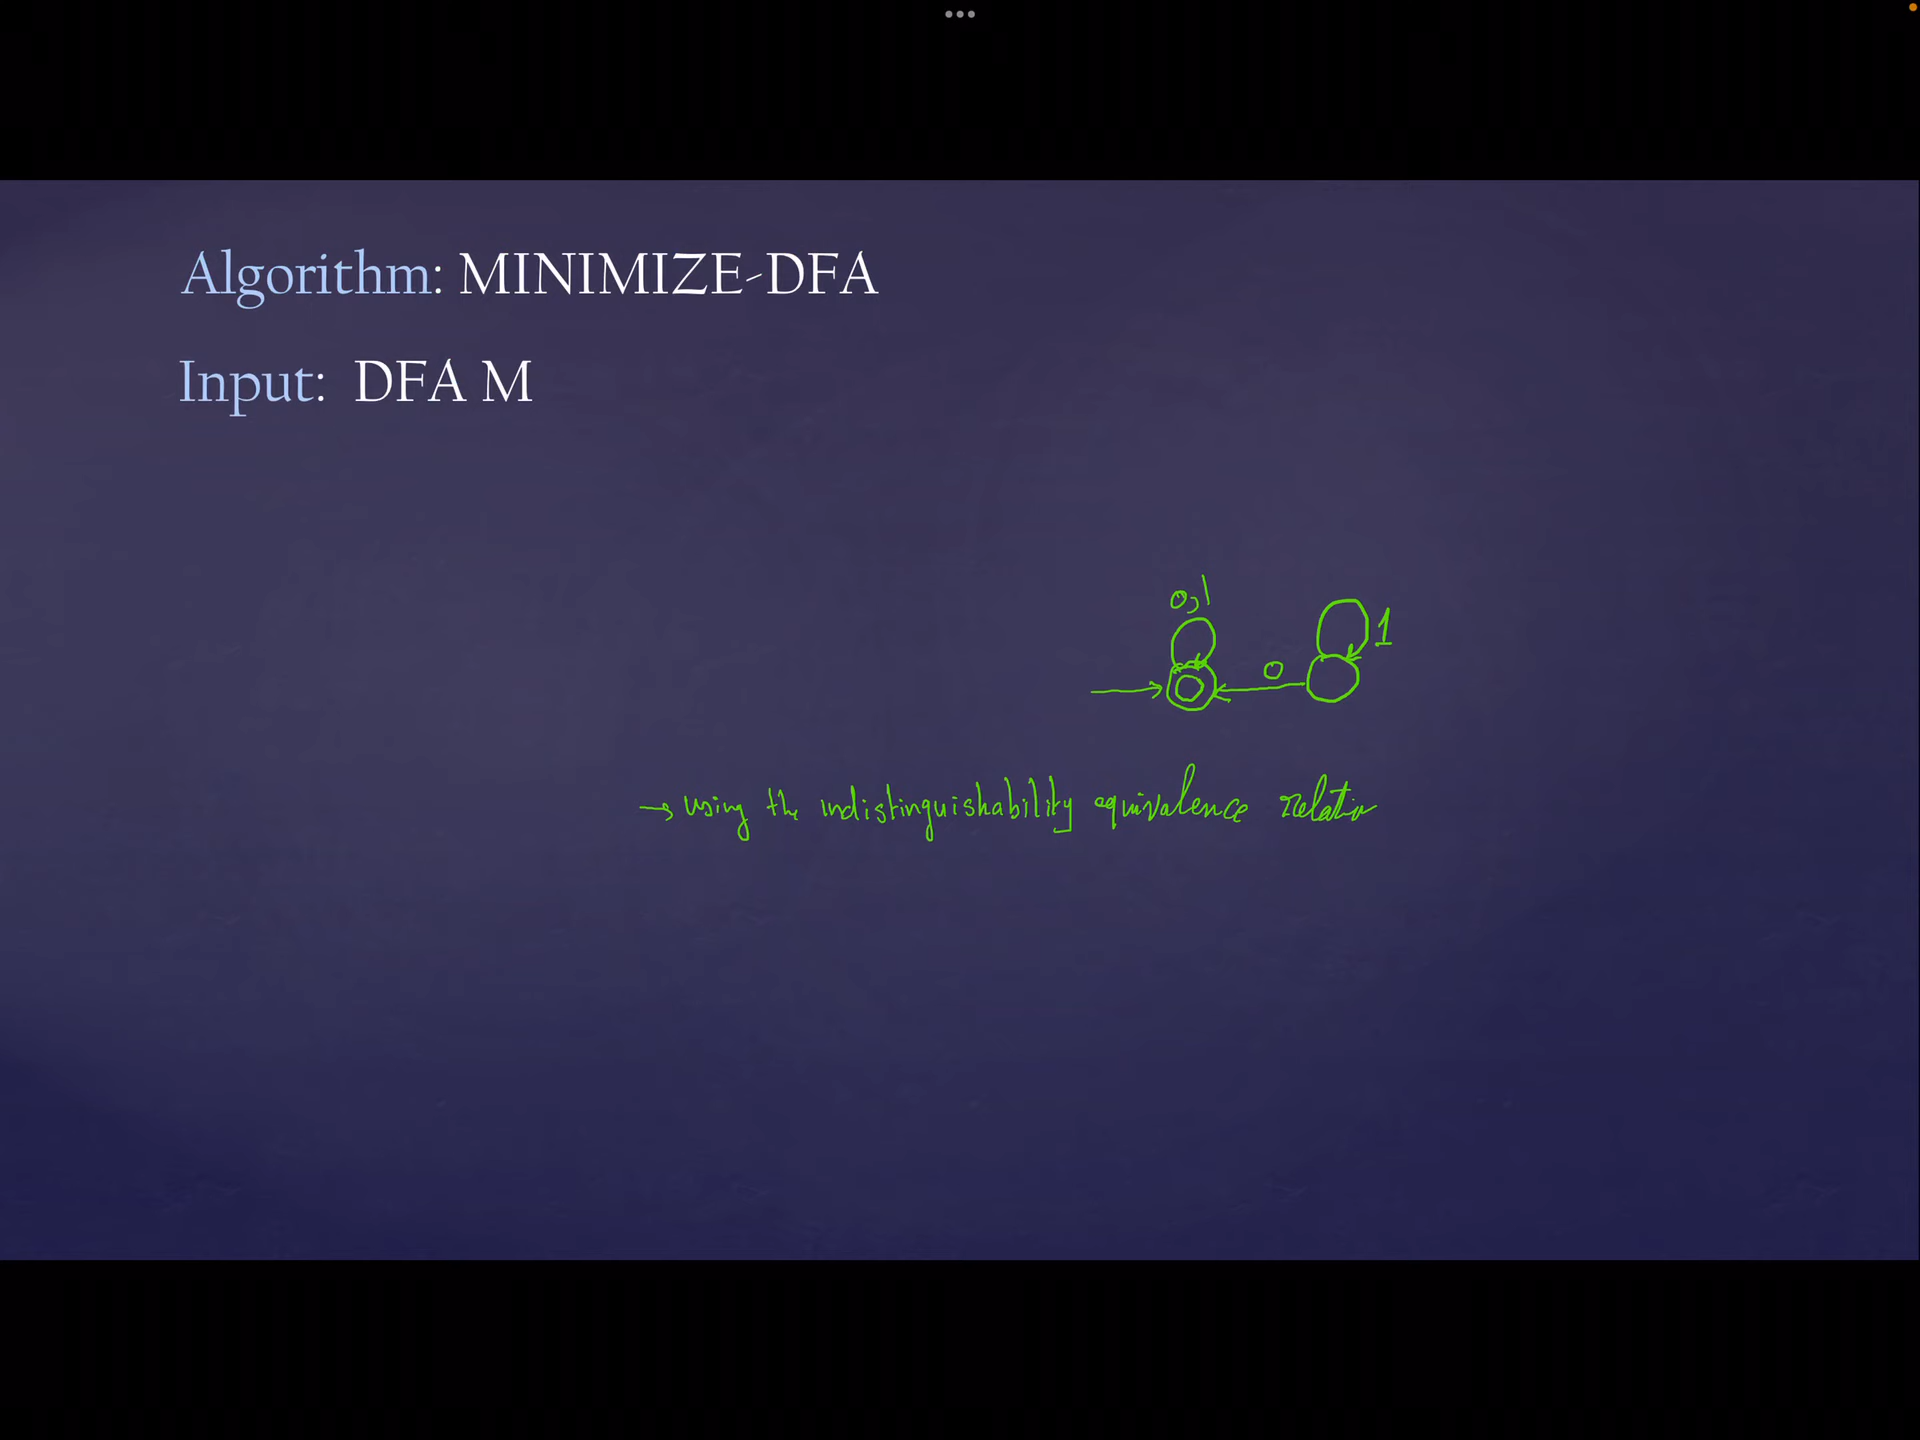 Algorithm: MINIMIZE-DFA
Input: DFA M
0,1
1
0
→ using the indistinguishability equivalence relation